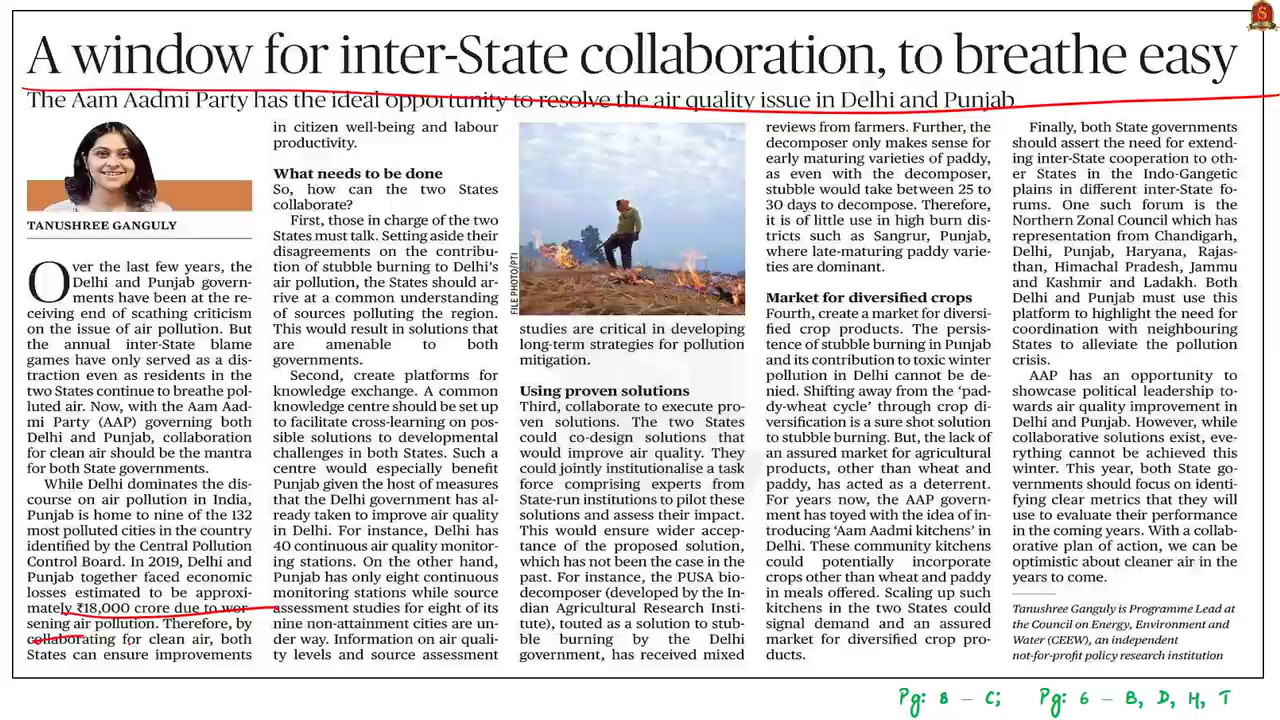 A window for inter-State collaboration, to breathe easy
The Aam Aadmi Party has the ideal opportunity to resolve the air quality issue in Delhi and Punjab
TANUSHREE GANGULY
Over the last few years, the
Delhi and Punjab govern-
ments have been at the re-
ceiving end of scathing criticism
on the issue of air pollution. But
the annual inter-State blame
games have only served as a dis-
traction even as residents in the
two States continue to breathe pol-
luted air. Now, with the Aam Aad-
mi Party (AAP) governing both
Delhi and Punjab, collaboration
for clean air should be the mantra
for both State governments.
While Delhi dominates the dis-
course on air pollution in India,
Punjab is home to nine of the 132
most polluted cities in the country
identified by the Central Pollution
Control Board. In 2019, Delhi and
Punjab together faced economic
losses estimated to be approxi-
mately ₹18,000 crore due to wor-
sening air pollution. Therefore, by
collaborating for clean air, both
States can ensure improvements
in citizen well-being and labour
productivity.
What needs to be done
So, how can the two States
collaborate?
First, those in charge of the two
States must talk. Setting aside their
disagreements on the contribu-
tion of stubble burning to Delhi's
air pollution, the States should ar-
rive at a common understanding
of sources polluting the region.
This would result in solutions that
are amenable to both
governments.
Second, create platforms for
knowledge exchange. A common
knowledge centre should be set up
to facilitate cross-learning on pos-
sible solutions to developmental
challenges in both States. Such a
centre would especially benefit
Punjab given the host of measures
that the Delhi government has al-
ready taken to improve air quality
in Delhi. For instance, Delhi has
40 continuous air quality monitor-
ing stations. On the other hand,
Punjab has only eight continuous
monitoring stations while source
assessment studies for eight of its
nine non-attainment cities are un-
der way. Information on air quali-
ty levels and source assessment
FILE PHOTO/PTI
studies are critical in developing
long-term strategies for pollution
mitigation.
Using proven solutions
Third, collaborate to execute pro-
ven solutions. The two States
could co-design solutions that
would improve air quality. They
could jointly institutionalise a task
force comprising experts from
State-run institutions to pilot these
solutions and assess their impact.
This would ensure wider accep-
tance of the proposed solution,
which has not been the case in the
past. For instance, the PUSA bio-
decomposer (developed by the In-
dian Agricultural Research Insti-
tute), touted as a solution to stub-
ble burning by the Delhi
government, has received mixed
reviews from farmers. Further, the
decomposer only makes sense for
early maturing varieties of paddy,
as even with the decomposer,
stubble would take between 25 to
30 days to decompose. Therefore,
it is of little use in high burn dis-
tricts such as Sangrur, Punjab,
where late-maturing paddy varie-
ties are dominant.
Market for diversified crops
Fourth, create a market for diversi-
fied crop products. The persis-
tence of stubble burning in Punjab
and its contribution to toxic winter
pollution in Delhi cannot be de-
nied. Shifting away from the 'pad-
dy-wheat cycle' through crop di-
versification is a sure shot solution
to stubble burning. But, the lack of
an assured market for agricultural
products, other than wheat and
paddy, has acted as a deterrent.
For years now, the AAP govern-
ment has toyed with the idea of in-
troducing 'Aam Aadmi kitchens' in
Delhi. These community kitchens
could potentially incorporate
crops other than wheat and paddy
in meals offered. Scaling up such
kitchens in the two States could
signal demand and an assured
market for diversified crop pro-
ducts.
Finally, both State governments
should assert the need for extend-
ing inter-State cooperation to oth-
er States in the Indo-Gangetic
plains in different inter-State fo-
rums. One such forum is the
Northern Zonal Council which has
representation from Chandigarh,
Delhi, Punjab, Haryana, Rajas-
than, Himachal Pradesh, Jammu
and Kashmir and Ladakh. Both
Delhi and Punjab must use this
platform to highlight the need for
coordination with neighbouring
States to alleviate the pollution
crisis.
AAP has an opportunity to
showcase political leadership to-
wards air quality improvement in
Delhi and Punjab. However, while
collaborative solutions exist, eve-
rything cannot be achieved this
winter. This year, both State go-
vernments should focus on identi-
fying clear metrics that they will
use to evaluate their performance
in the coming years. With a collab-
orative plan of action, we can be
optimistic about cleaner air in the
years to come.
Tanushree Ganguly is Programme Lead at
the Council on Energy, Environment and
Water (CEEW), an independent
not-for-profit policy research institution
Pg: 8 – C; Pg: 6 – B, D, H, T